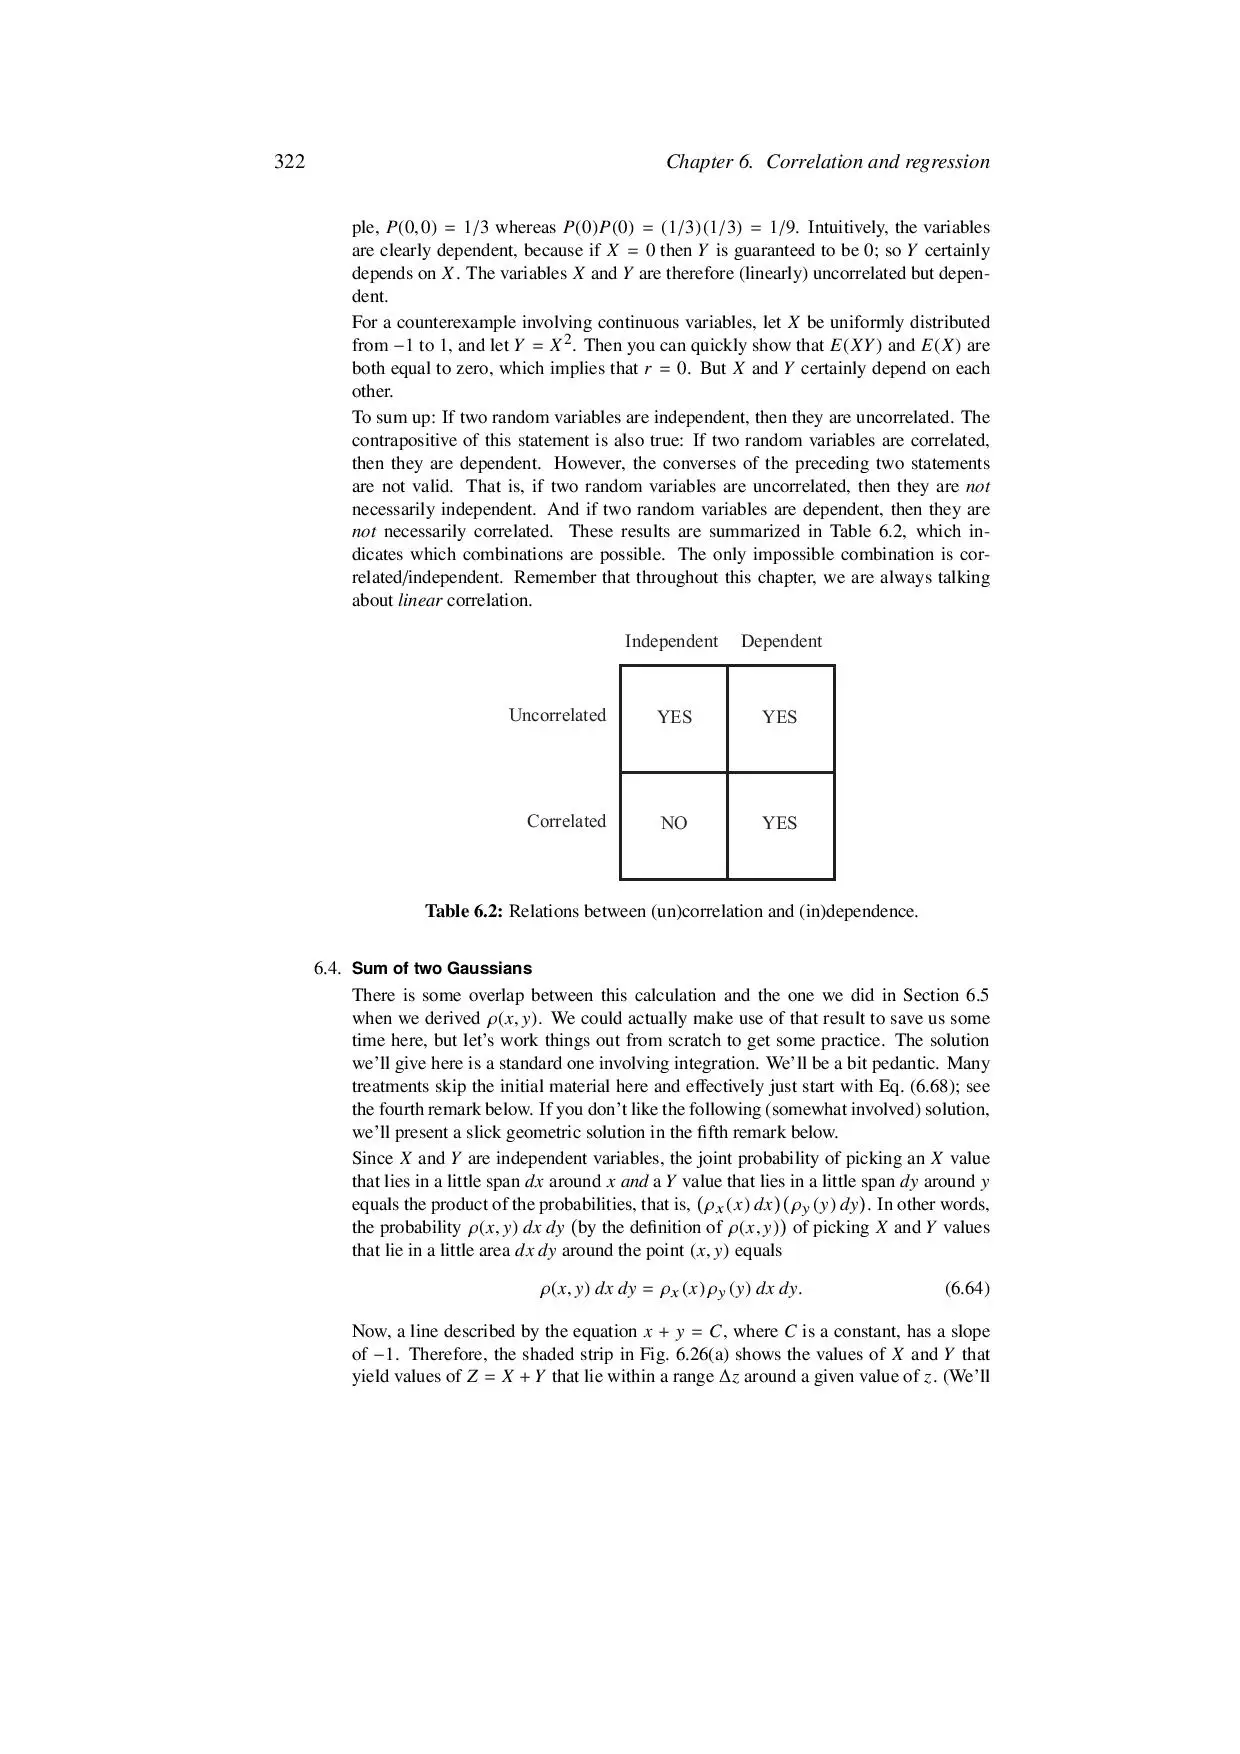 322 Chapter 6. Correlation and regression
ple, P(0,0) = 1/3 whereas P(0)P(0) = (1/3)(1/3) = 1/9. Intuitively, the variables
are clearly dependent, because if X = 0 then Y is guaranteed to be 0; so Y certainly
depends on X. The variables X and Y are therefore (linearly) uncorrelated but depen-
dent.
For a counterexample involving continuous variables, let X be uniformly distributed
from −1 to 1, and let Y = X². Then you can quickly show that E(XY) and E(X) are
both equal to zero, which implies that r = 0. But X and Y certainly depend on each
other.
To sum up: If two random variables are independent, then they are uncorrelated. The
contrapositive of this statement is also true: If two random variables are correlated,
then they are dependent. However, the converses of the preceding two statements
are not valid. That is, if two random variables are uncorrelated, then they are not
necessarily independent. And if two random variables are dependent, then they are
not necessarily correlated. These results are summarized in Table 6.2, which in-
dicates which combinations are possible. The only impossible combination is cor-
related/independent. Remember that throughout this chapter, we are always talking
about linear correlation.
Independent Dependent
Uncorrelated YES YES
Correlated NO YES
Table 6.2: Relations between (un)correlation and (in)dependence.
6.4. Sum of two Gaussians
There is some overlap between this calculation and the one we did in Section 6.5
when we derived ρ(x, y). We could actually make use of that result to save us some
time here, but let's work things out from scratch to get some practice. The solution
we'll give here is a standard one involving integration. We'll be a bit pedantic. Many
treatments skip the initial material here and effectively just start with Eq. (6.68); see
the fourth remark below. If you don't like the following (somewhat involved) solution,
we'll present a slick geometric solution in the fifth remark below.
Since X and Y are independent variables, the joint probability of picking an X value
that lies in a little span dx around x and a Y value that lies in a little span dy around y
equals the product of the probabilities, that is, (ρₓ(x) dx)(ρ_y(y) dy). In other words,
the probability ρ(x, y) dx dy (by the definition of ρ(x, y)) of picking X and Y values
that lie in a little area dx dy around the point (x, y) equals
ρ(x, y) dx dy = ρₓ(x)ρ_y(y) dx dy. (6.64)
Now, a line described by the equation x + y = C, where C is a constant, has a slope
of −1. Therefore, the shaded strip in Fig. 6.26(a) shows the values of X and Y that
yield values of Z = X + Y that lie within a range Δz around a given value of z. (We'll